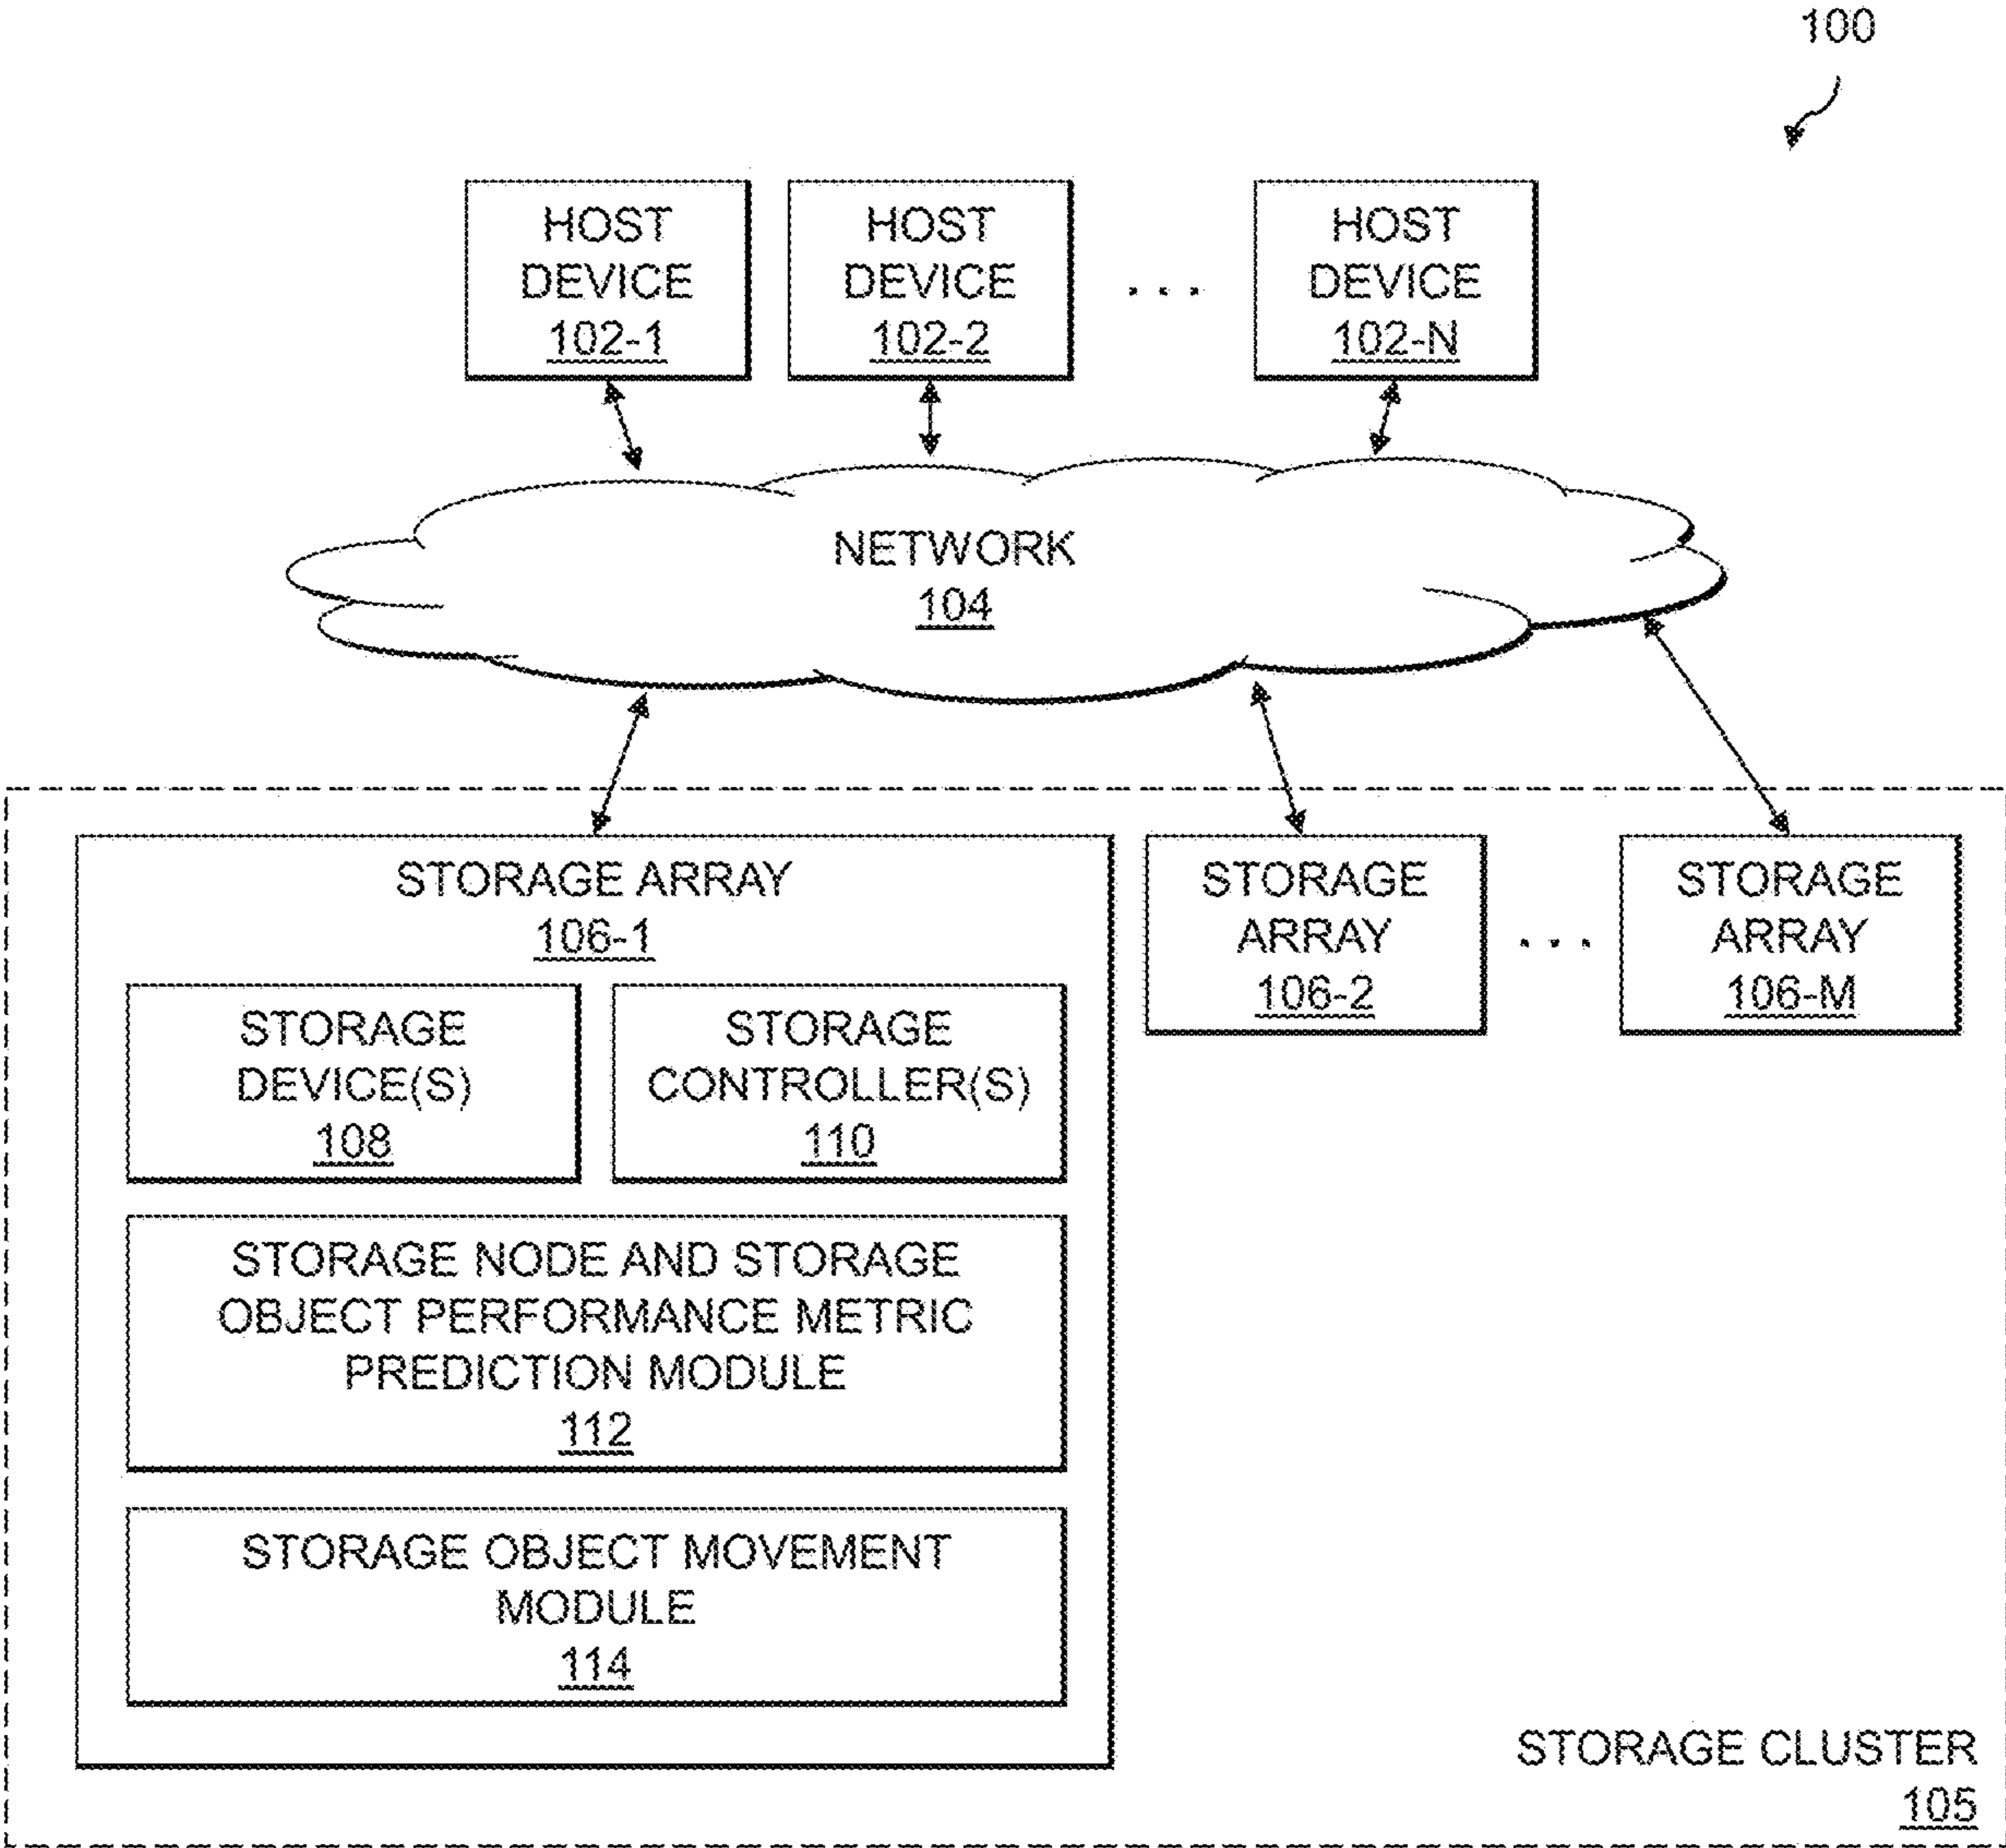 100
HOST
DEVICE
102-1
HOST
DEVICE
102-2
. . .
HOST
DEVICE
102-N
NETWORK
104
STORAGE ARRAY
106-1
STORAGE
DEVICE(S)
108
STORAGE
CONTROLLER(S)
110
STORAGE NODE AND STORAGE
OBJECT PERFORMANCE METRIC
PREDICTION MODULE
112
STORAGE OBJECT MOVEMENT
MODULE
114
STORAGE
ARRAY
106-2
. . .
STORAGE
ARRAY
106-M
STORAGE CLUSTER
105